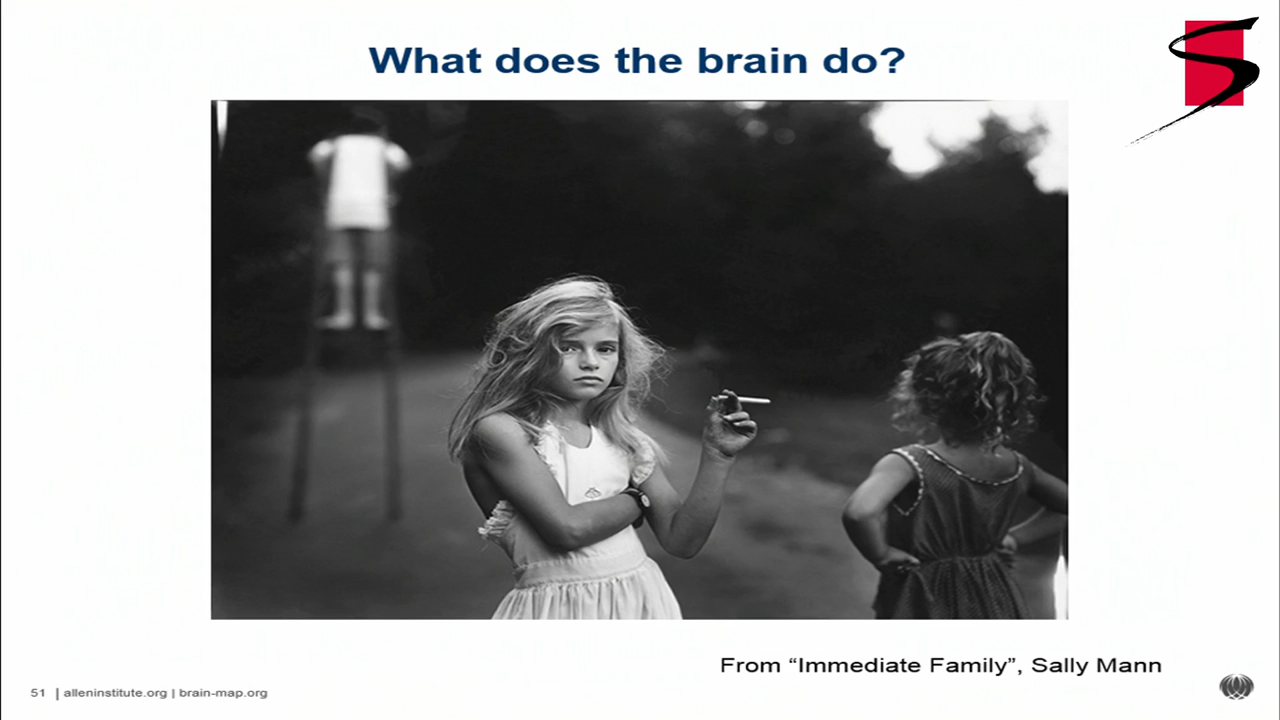 What does the brain do?
From “Immediate Family”, Sally Mann
51 | alleninstitute.org | brain-map.org